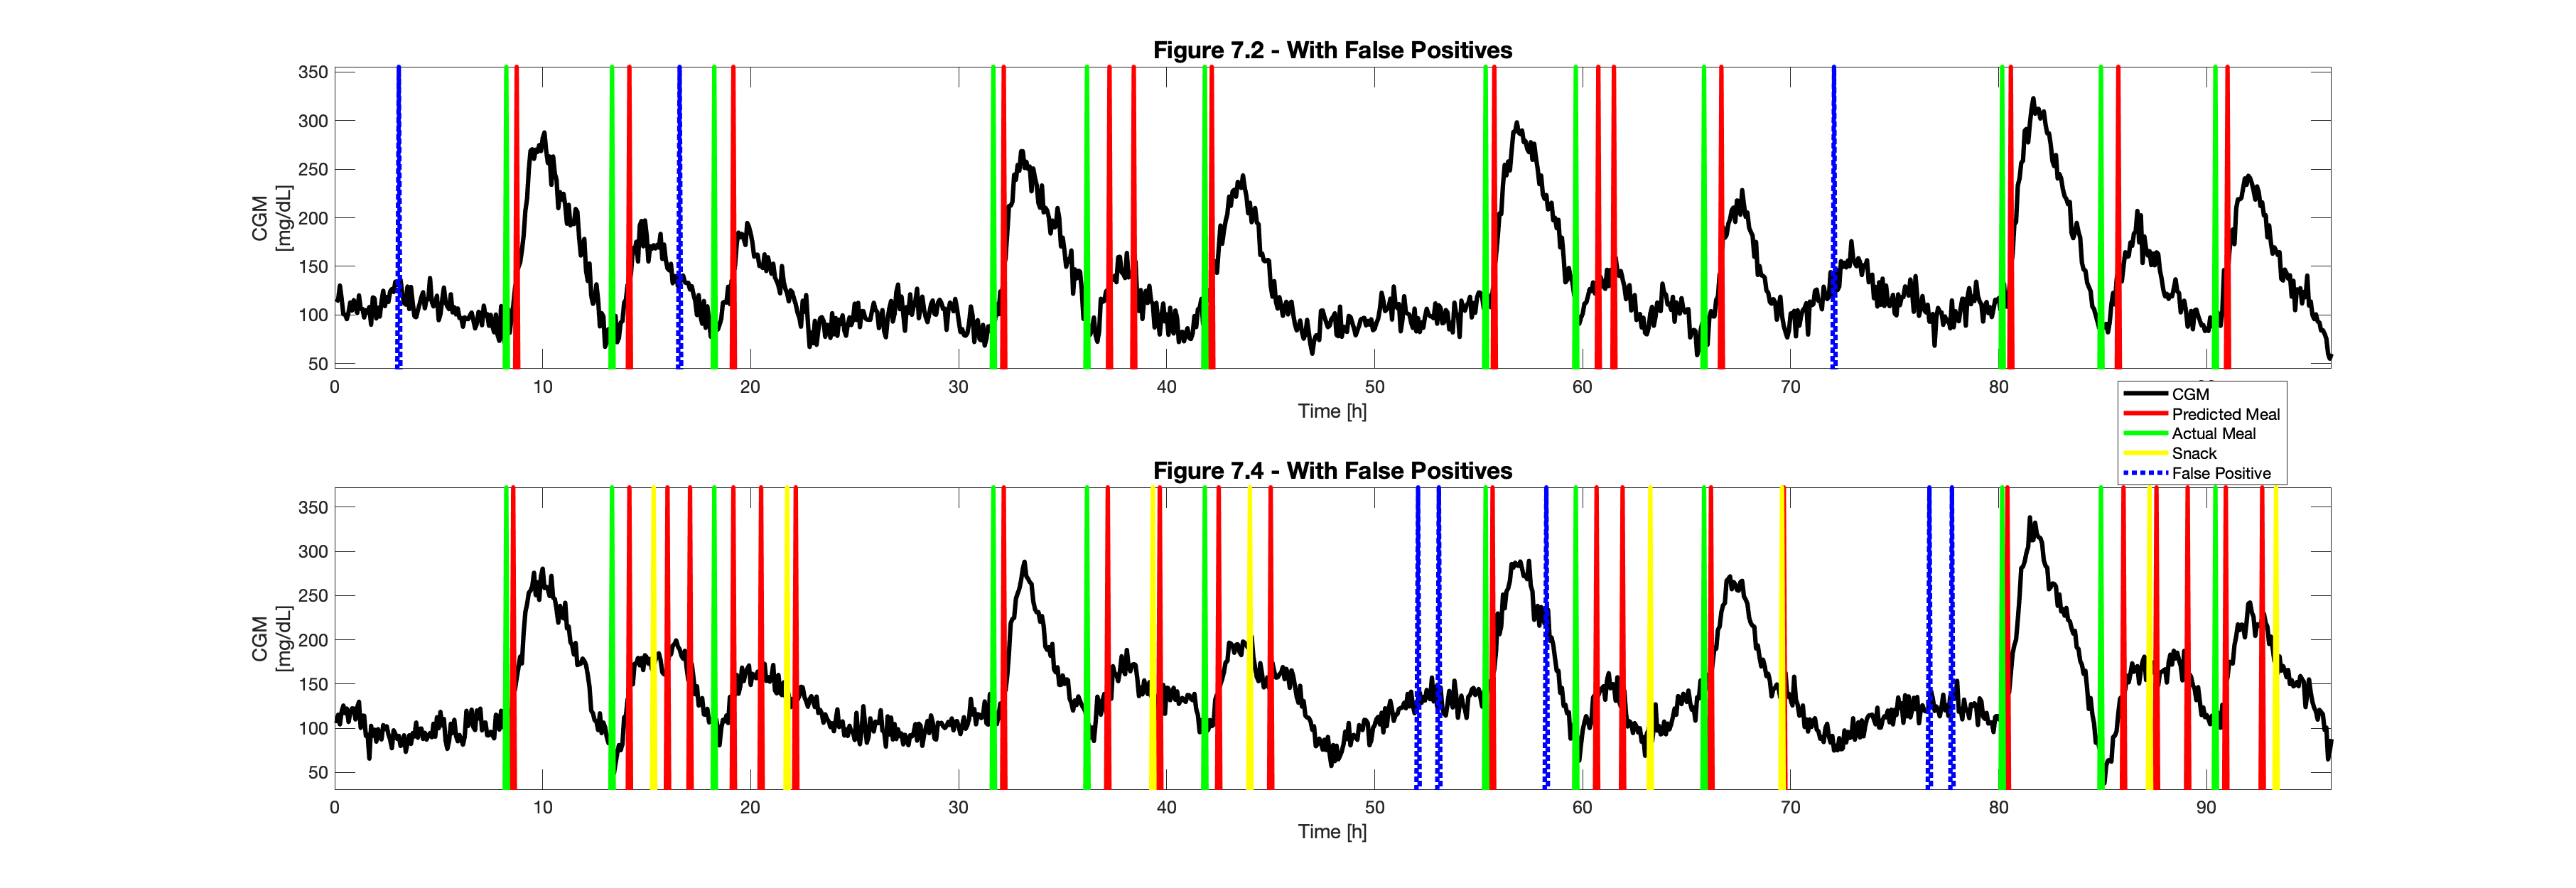 Figure 7.2 - With False Positives
350
300
250
200
150
100
50
CGM
[mg/dL]
0 10 20 30 40 50 60 70 80
Time [h]
CGM
Predicted Meal
Actual Meal
Snack
False Positive
Figure 7.4 - With False Positives
350
300
250
200
150
100
50
CGM
[mg/dL]
0 10 20 30 40 50 60 70 80 90
Time [h]